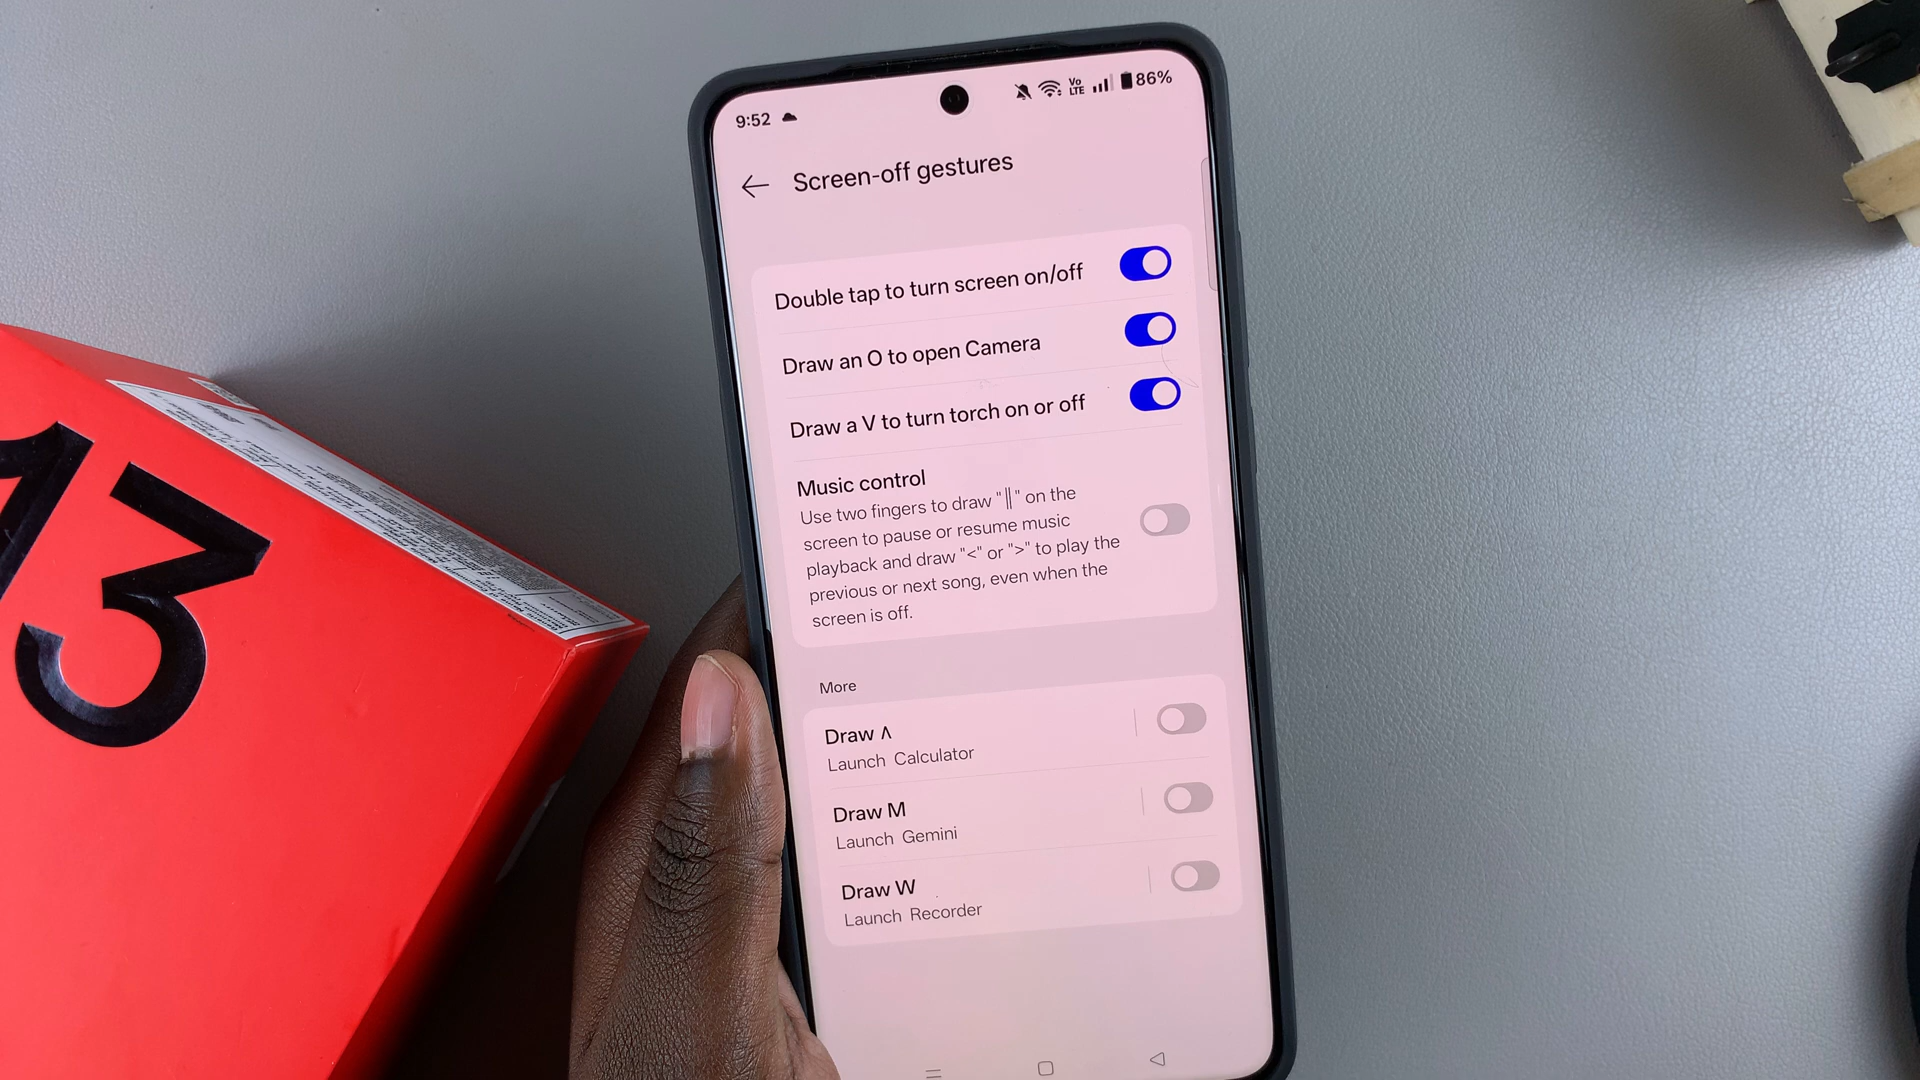 9:52
Vo
LTE
86%
Screen-off gestures
Double tap to turn screen on/off
Draw an O to open Camera
Draw a V to turn torch on or off
Music control
Use two fingers to draw "||" on the
screen to pause or resume music
playback and draw "<" or ">" to play the
previous or next song, even when the
screen is off.
More
Draw Λ
Launch Calculator
Draw M
Launch Gemini
Draw W
Launch Recorder
13